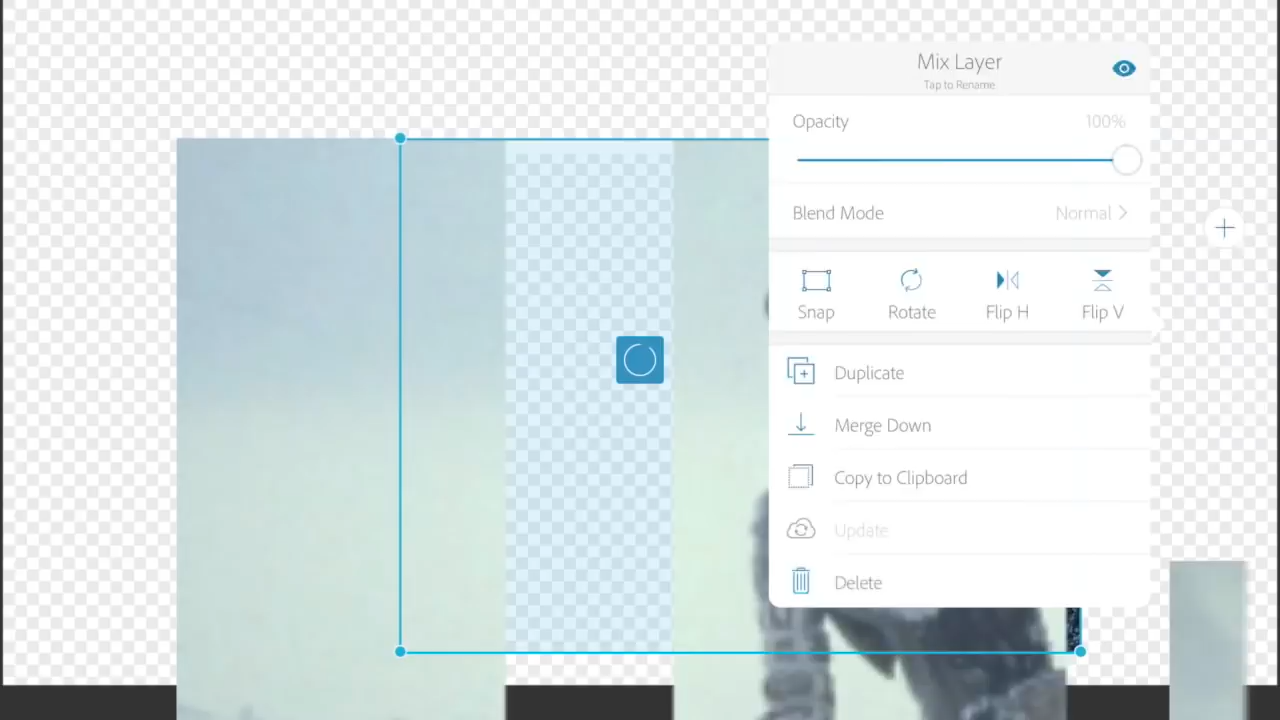 Mix Layer
Tap to Rename
Opacity 100%
Blend Mode Normal
Snap Rotate Flip H Flip V
Duplicate
Merge Down
Copy to Clipboard
Update
Delete